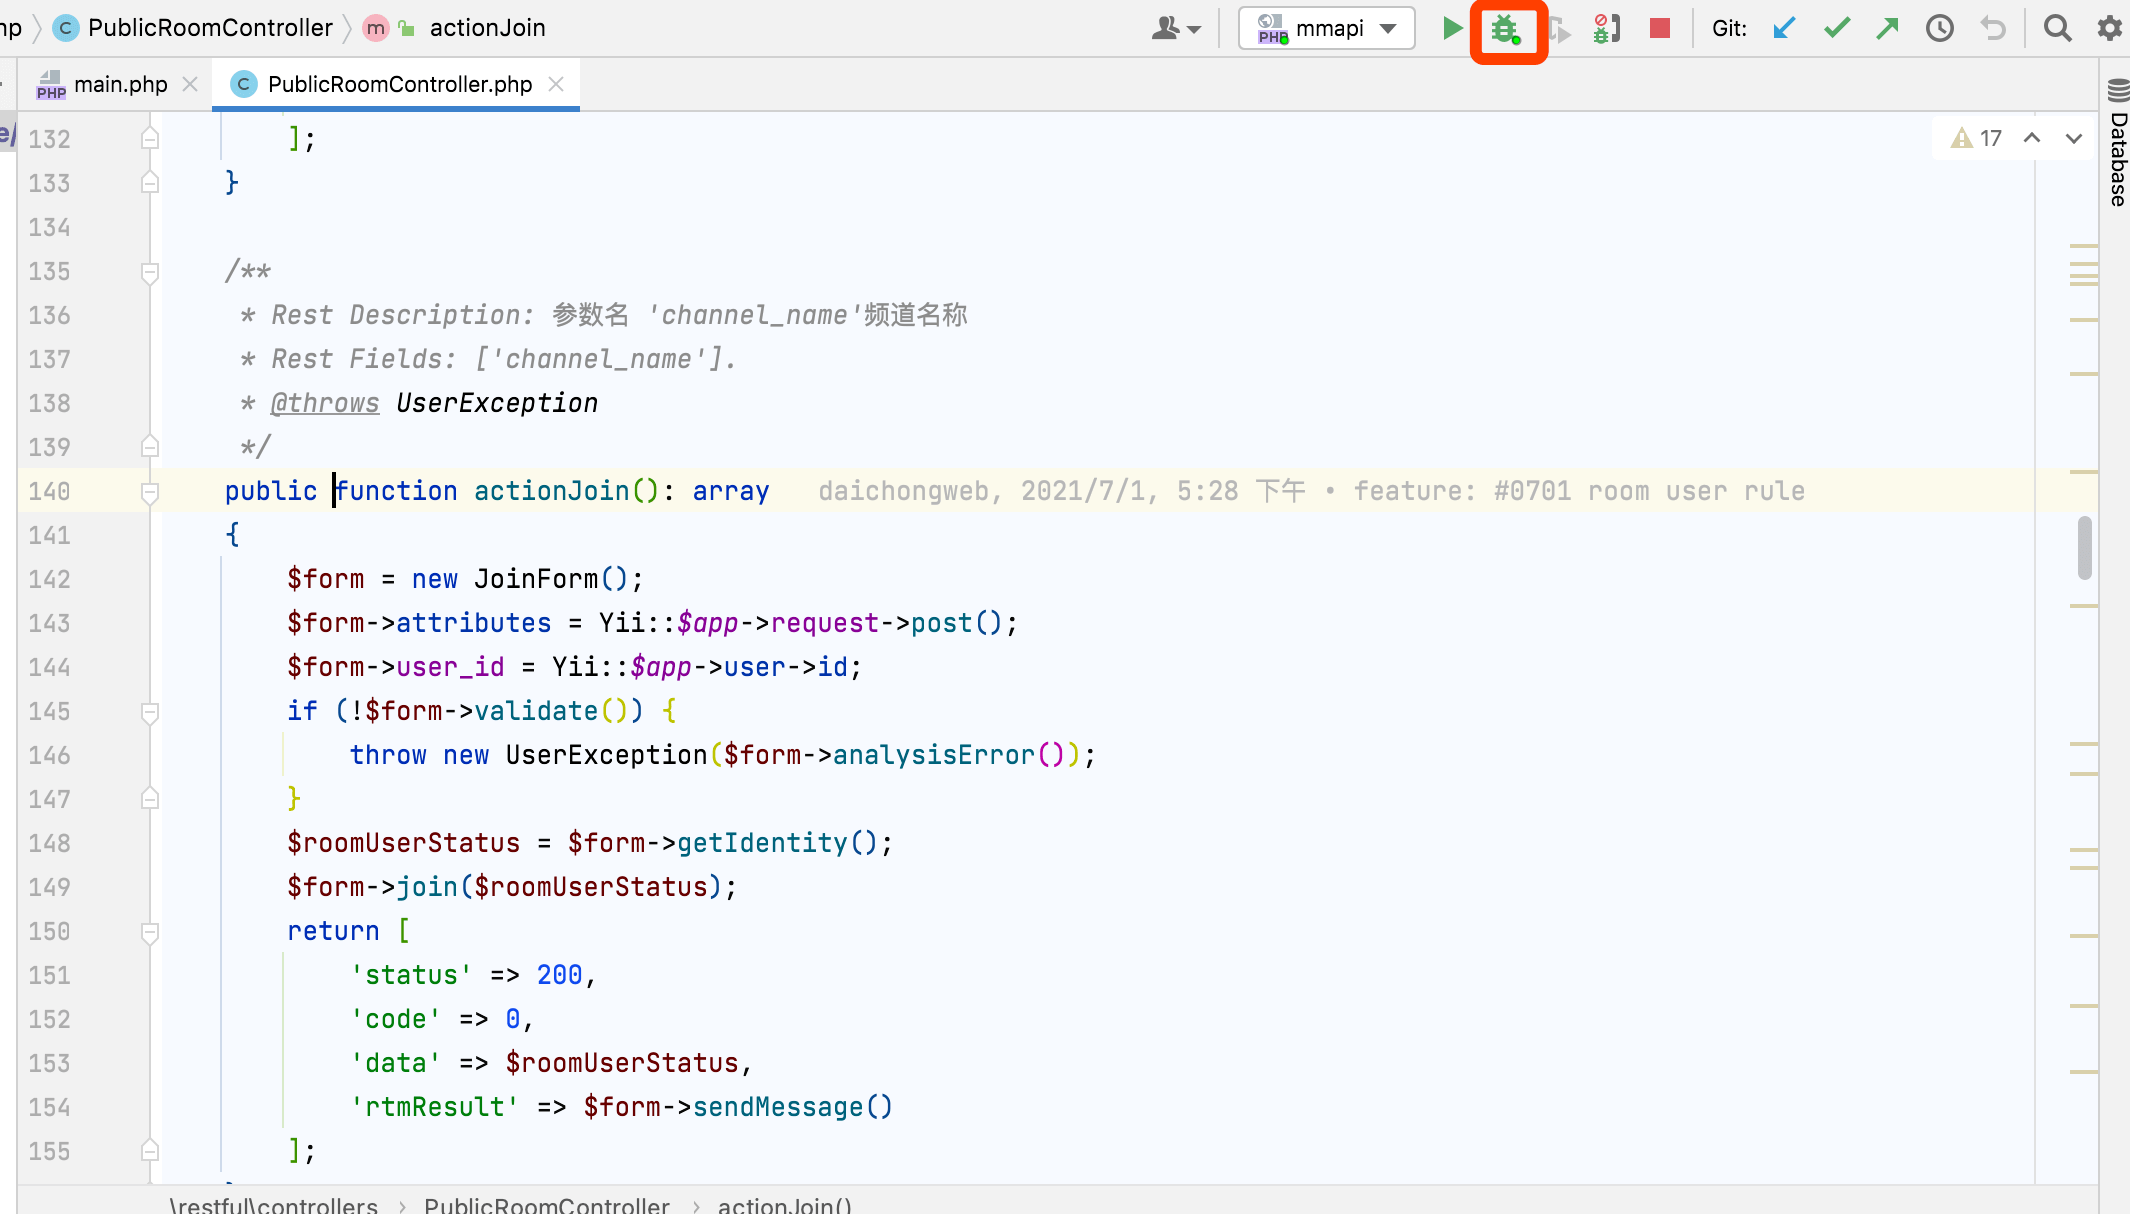 PublicRoomController m actionJoin mmapi Git:
main.php PublicRoomController.php
Database
17
132 ];
133 }
134
135 /**
136 * Rest Description: 参数名 'channel_name'频道名称
137 * Rest Fields: ['channel_name'].
138 * @throws UserException
139 */
140 public function actionJoin(): array daichongweb, 2021/7/1, 5:28 下午 • feature: #0701 room user rule
141 {
142 $form = new JoinForm();
143 $form->attributes = Yii::$app->request->post();
144 $form->user_id = Yii::$app->user->id;
145 if (!$form->validate()) {
146 throw new UserException($form->analysisError());
147 }
148 $roomUserStatus = $form->getIdentity();
149 $form->join($roomUserStatus);
150 return [
151 'status' => 200,
152 'code' => 0,
153 'data' => $roomUserStatus,
154 'rtmResult' => $form->sendMessage()
155 ];
\restful\controllers › PublicRoomController › actionJoin()